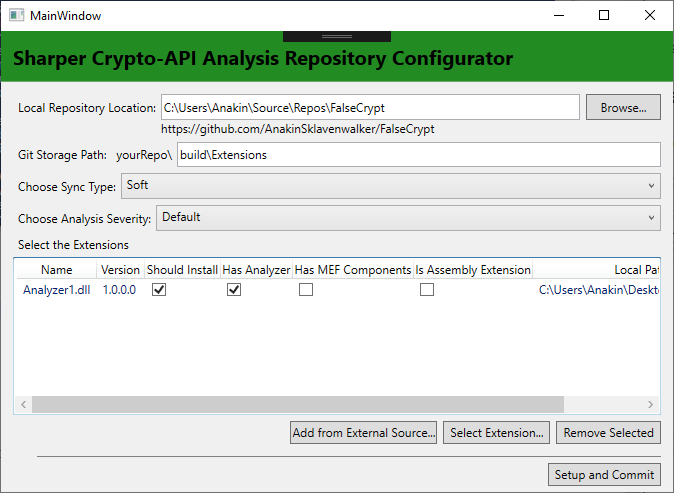 MainWindow
Sharper Crypto-API Analysis Repository Configurator
Local Repository Location: C:\Users\Anakin\Source\Repos\FalseCrypt Browse...
https://github.com/AnakinSklavenwalker/FalseCrypt
Git Storage Path: yourRepo\ build\Extensions
Choose Sync Type: Soft
Choose Analysis Severity: Default
Select the Extensions
Name Version Should Install Has Analyzer Has MEF Components Is Assembly Extension Local Pat
Analyzer1.dll 1.0.0.0 C:\Users\Anakin\Deskto
Add from External Source... Select Extension... Remove Selected
Setup and Commit